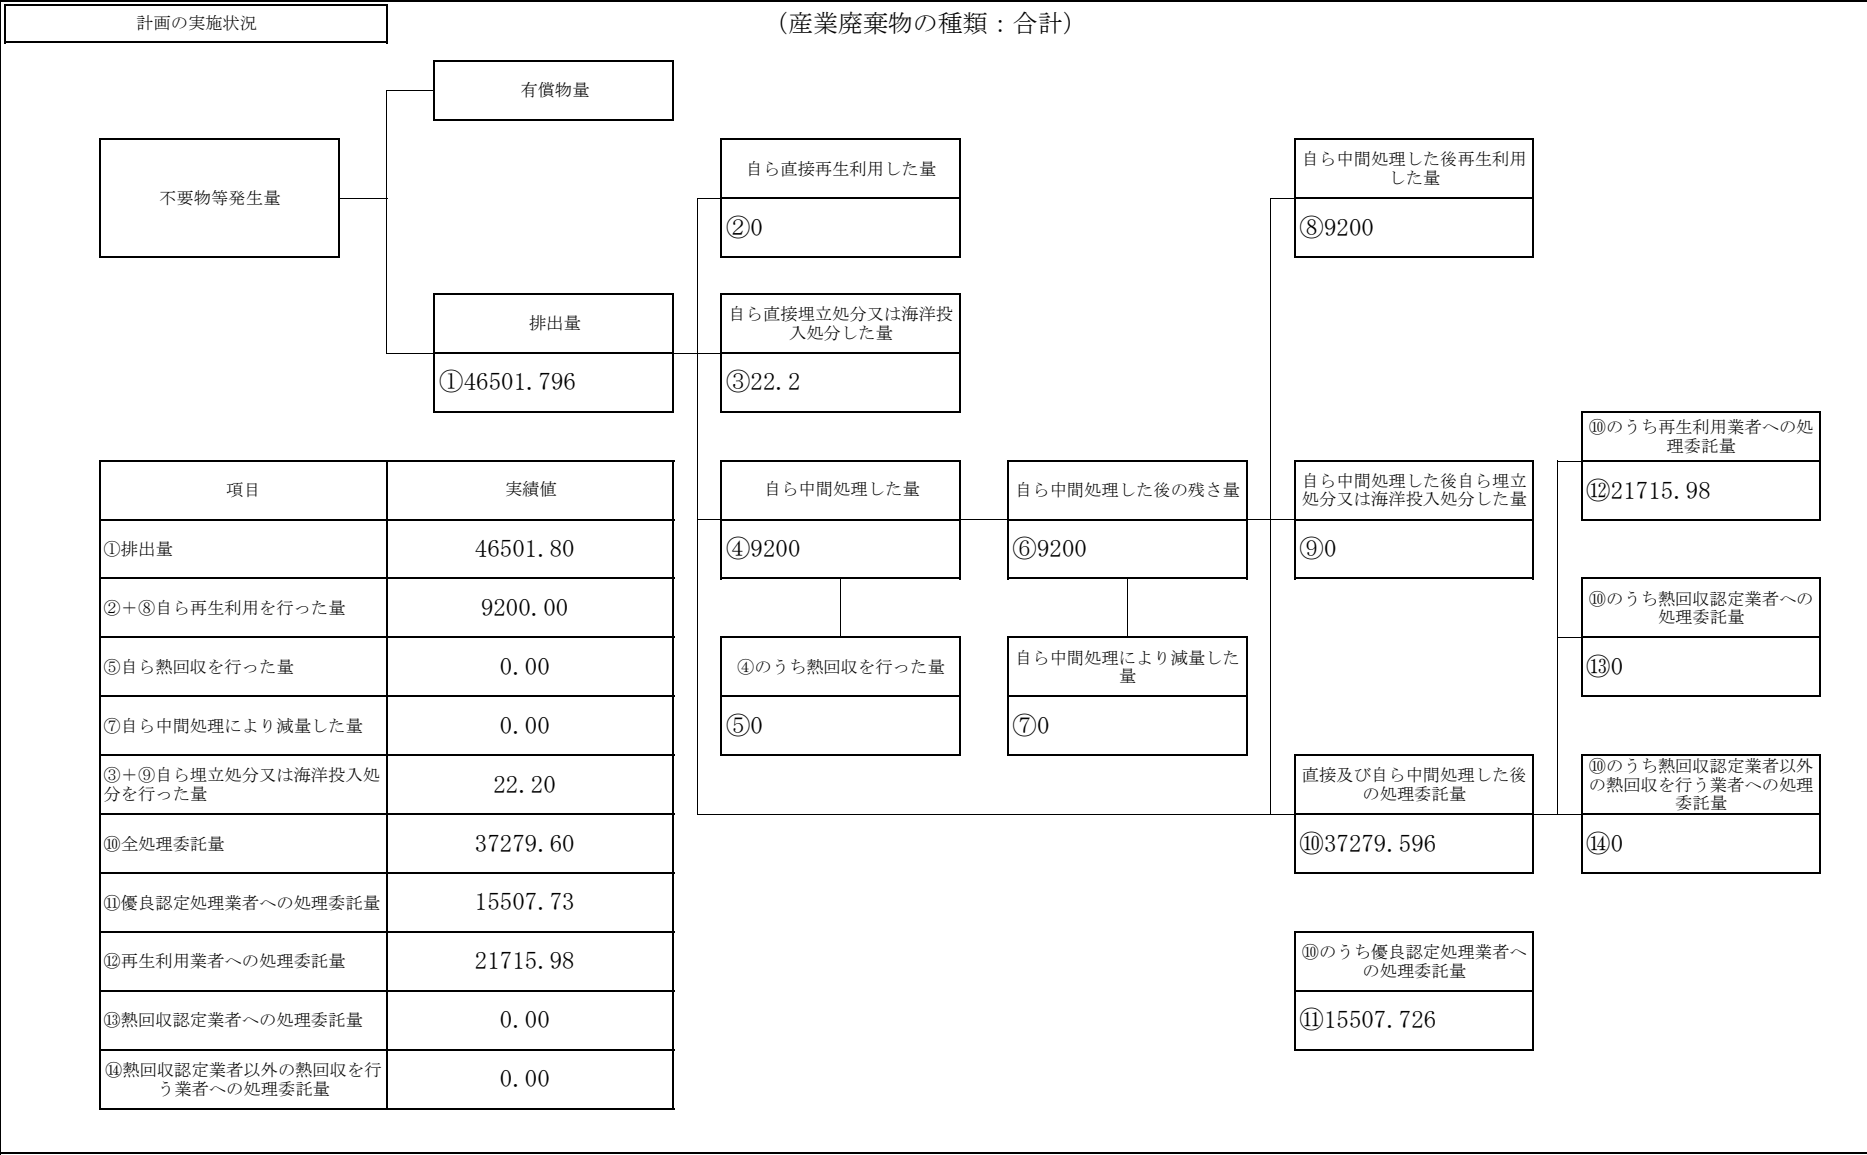 計画の実施状況
（産業廃棄物の種類：合計）
有償物量
不要物等発生量
排出量
①46501.796
自ら直接再生利用した量
②0
自ら直接埋立処分又は海洋投
入処分した量
③22.2
自ら中間処理した量
④9200
④のうち熱回収を行った量
⑤0
自ら中間処理した後の残さ量
⑥9200
自ら中間処理により減量した
量
⑦0
自ら中間処理した後再生利用
した量
⑧9200
自ら中間処理した後自ら埋立
処分又は海洋投入処分した量
⑨0
直接及び自ら中間処理した後
の処理委託量
⑩37279.596
⑩のうち優良認定処理業者へ
の処理委託量
⑪15507.726
⑩のうち再生利用業者への処
理委託量
⑫21715.98
⑩のうち熱回収認定業者への
処理委託量
⑬0
⑩のうち熱回収認定業者以外
の熱回収を行う業者への処理
委託量
⑭0
項目 実績値
①排出量 46501.80
②＋⑧自ら再生利用を行った量 9200.00
⑤自ら熱回収を行った量 0.00
⑦自ら中間処理により減量した量 0.00
③＋⑨自ら埋立処分又は海洋投入処
分を行った量 22.20
⑩全処理委託量 37279.60
⑪優良認定処理業者への処理委託量 15507.73
⑫再生利用業者への処理委託量 21715.98
⑬熱回収認定業者への処理委託量 0.00
⑭熱回収認定業者以外の熱回収を行
う業者への処理委託量 0.00